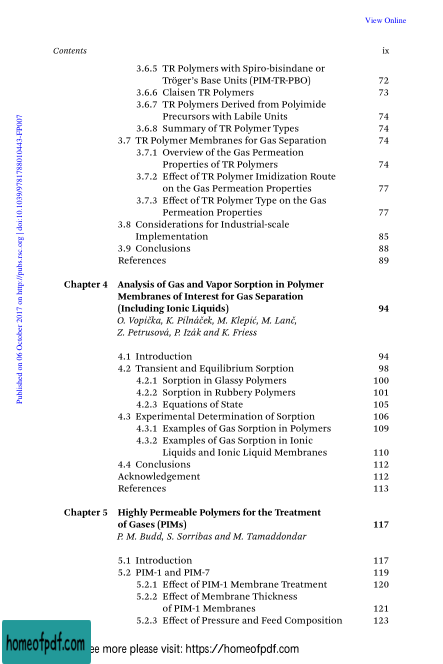 View Online
Contents ix
3.6.5 TR Polymers with Spiro-bisindane or
Tröger's Base Units (PIM-TR-PBO) 72
3.6.6 Claisen TR Polymers 73
3.6.7 TR Polymers Derived from Polyimide
Precursors with Labile Units 74
3.6.8 Summary of TR Polymer Types 74
3.7 TR Polymer Membranes for Gas Separation 74
3.7.1 Overview of the Gas Permeation
Properties of TR Polymers 74
3.7.2 Effect of TR Polymer Imidization Route
on the Gas Permeation Properties 77
3.7.3 Effect of TR Polymer Type on the Gas
Permeation Properties 77
3.8 Considerations for Industrial-scale
Implementation 85
3.9 Conclusions 88
References 89
Chapter 4 Analysis of Gas and Vapor Sorption in Polymer
Membranes of Interest for Gas Separation
(Including Ionic Liquids) 94
O. Vopička, K. Pilnáček, M. Klepić, M. Lanč,
Z. Petrusová, P. Izák and K. Friess
4.1 Introduction 94
4.2 Transient and Equilibrium Sorption 98
4.2.1 Sorption in Glassy Polymers 100
4.2.2 Sorption in Rubbery Polymers 101
4.2.3 Equations of State 105
4.3 Experimental Determination of Sorption 106
4.3.1 Examples of Gas Sorption in Polymers 109
4.3.2 Examples of Gas Sorption in Ionic
Liquids and Ionic Liquid Membranes 110
4.4 Conclusions 112
Acknowledgement 112
References 113
Chapter 5 Highly Permeable Polymers for the Treatment
of Gases (PIMs) 117
P. M. Budd, S. Sorribas and M. Tamaddondar
5.1 Introduction 117
5.2 PIM-1 and PIM-7 119
5.2.1 Effect of PIM-1 Membrane Treatment 120
5.2.2 Effect of Membrane Thickness
of PIM-1 Membranes 121
5.2.3 Effect of Pressure and Feed Composition 123
Published on 06 October 2017 on http://pubs.rsc.org | doi:10.1039/9781788010443-FP007
homeofpdf.com ee more please visit: https://homeofpdf.com